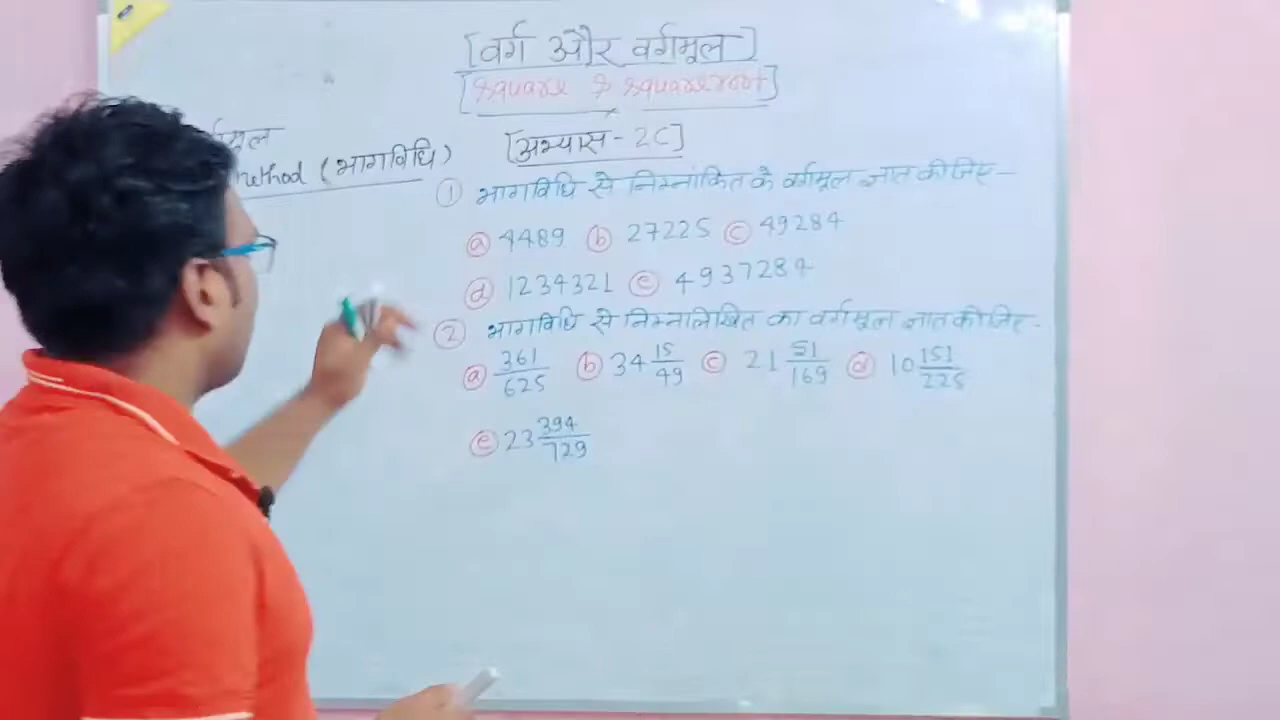 [वर्ग और वर्गमूल]
[square & squareroot]
[अभ्यास-2C]
method (भागविधि)
① भागविधि से निम्नांकित के वर्गमूल ज्ञात कीजिए-
ⓐ 4489 ⓑ 27225 ⓒ 49284
ⓓ 1234321 ⓔ 4937284
② भागविधि से निम्नलिखित का वर्गमूल ज्ञात कीजिए-
ⓐ 361/625 ⓑ 34 15/49 ⓒ 21 51/169 ⓓ 10 151/225
ⓔ 23 394/729